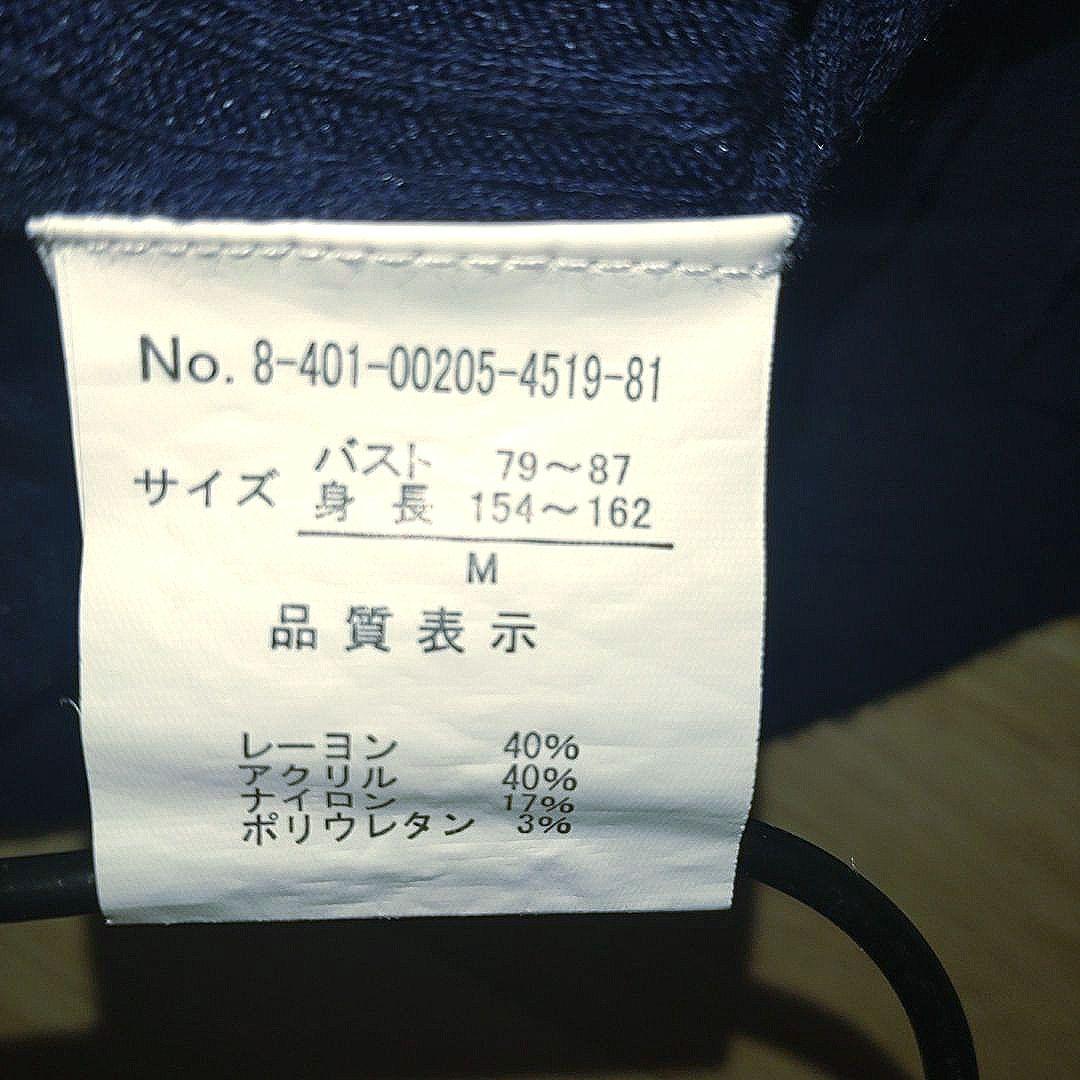 No. 8-401-00205-4519-81
サイズ
バスト 79～87
身長 154～162
M
品質表示
レーヨン 40%
アクリル 40%
ナイロン 17%
ポリウレタン 3%